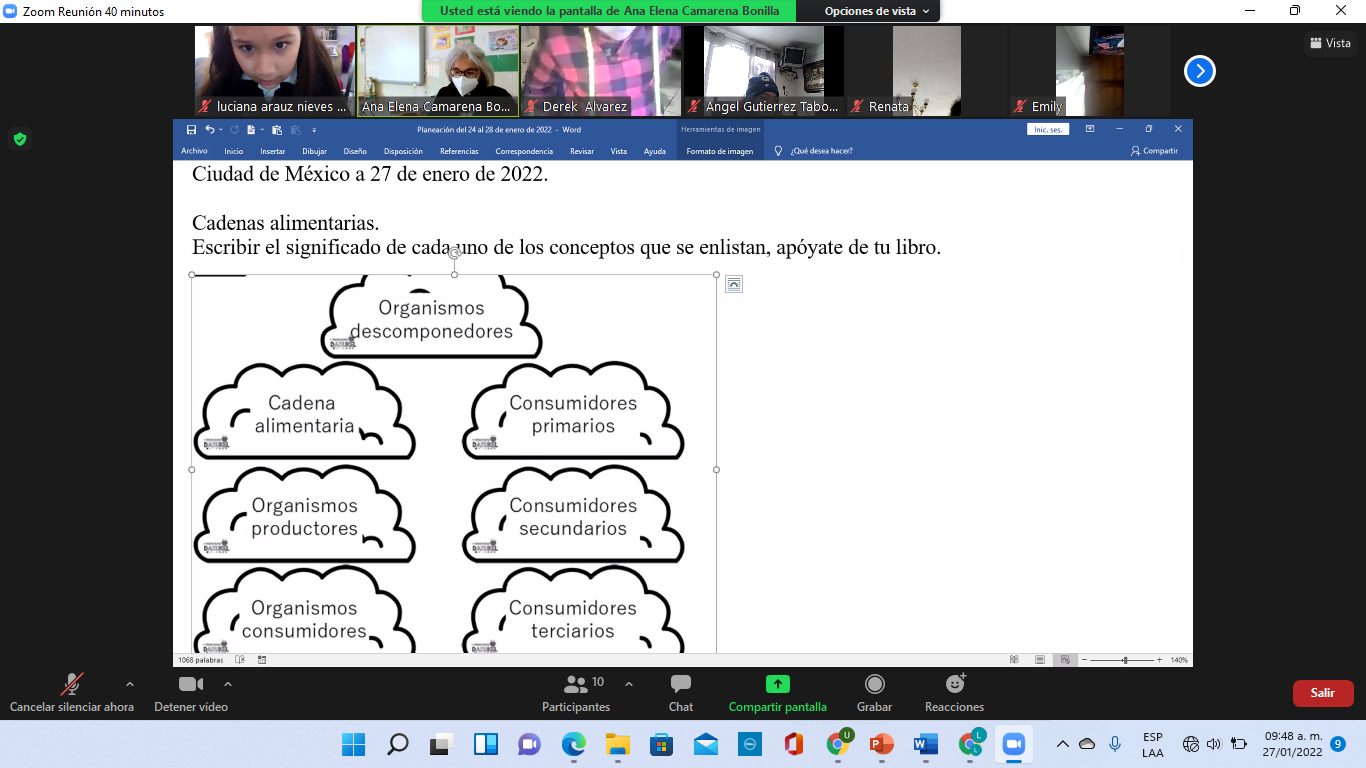 Zoom Reunión 40 minutos
Usted está viendo la pantalla de Ana Elena Camarena Bonilla
Opciones de vista
Vista
luciana arauz nieves ...
Ana Elena Camarena Bo...
Derek Alvarez
Angel Gutierrez Tabo...
Renata
Emily
Planeación del 24 al 28 de enero de 2022 - Word
Herramientas de imagen
Inic. ses.
Archivo Inicio Insertar Dibujar Diseño Disposición Referencias Correspondencia Revisar Vista Ayuda Formato de imagen ¿Qué desea hacer? Compartir
Ciudad de México a 27 de enero de 2022.
Cadenas alimentarias.
Escribir el significado de cada uno de los conceptos que se enlistan, apóyate de tu libro.
Organismos
descomponedores
Cadena
alimentaria
Consumidores
primarios
Organismos
productores
Consumidores
secundarios
Organismos
consumidores
Consumidores
terciarios
1068 palabras
140%
Cancelar silenciar ahora
Detener vídeo
Participantes
10
Chat
Compartir pantalla
Grabar
Reacciones
Salir
ESP
LAA
09:48 a. m.
27/01/2022
9